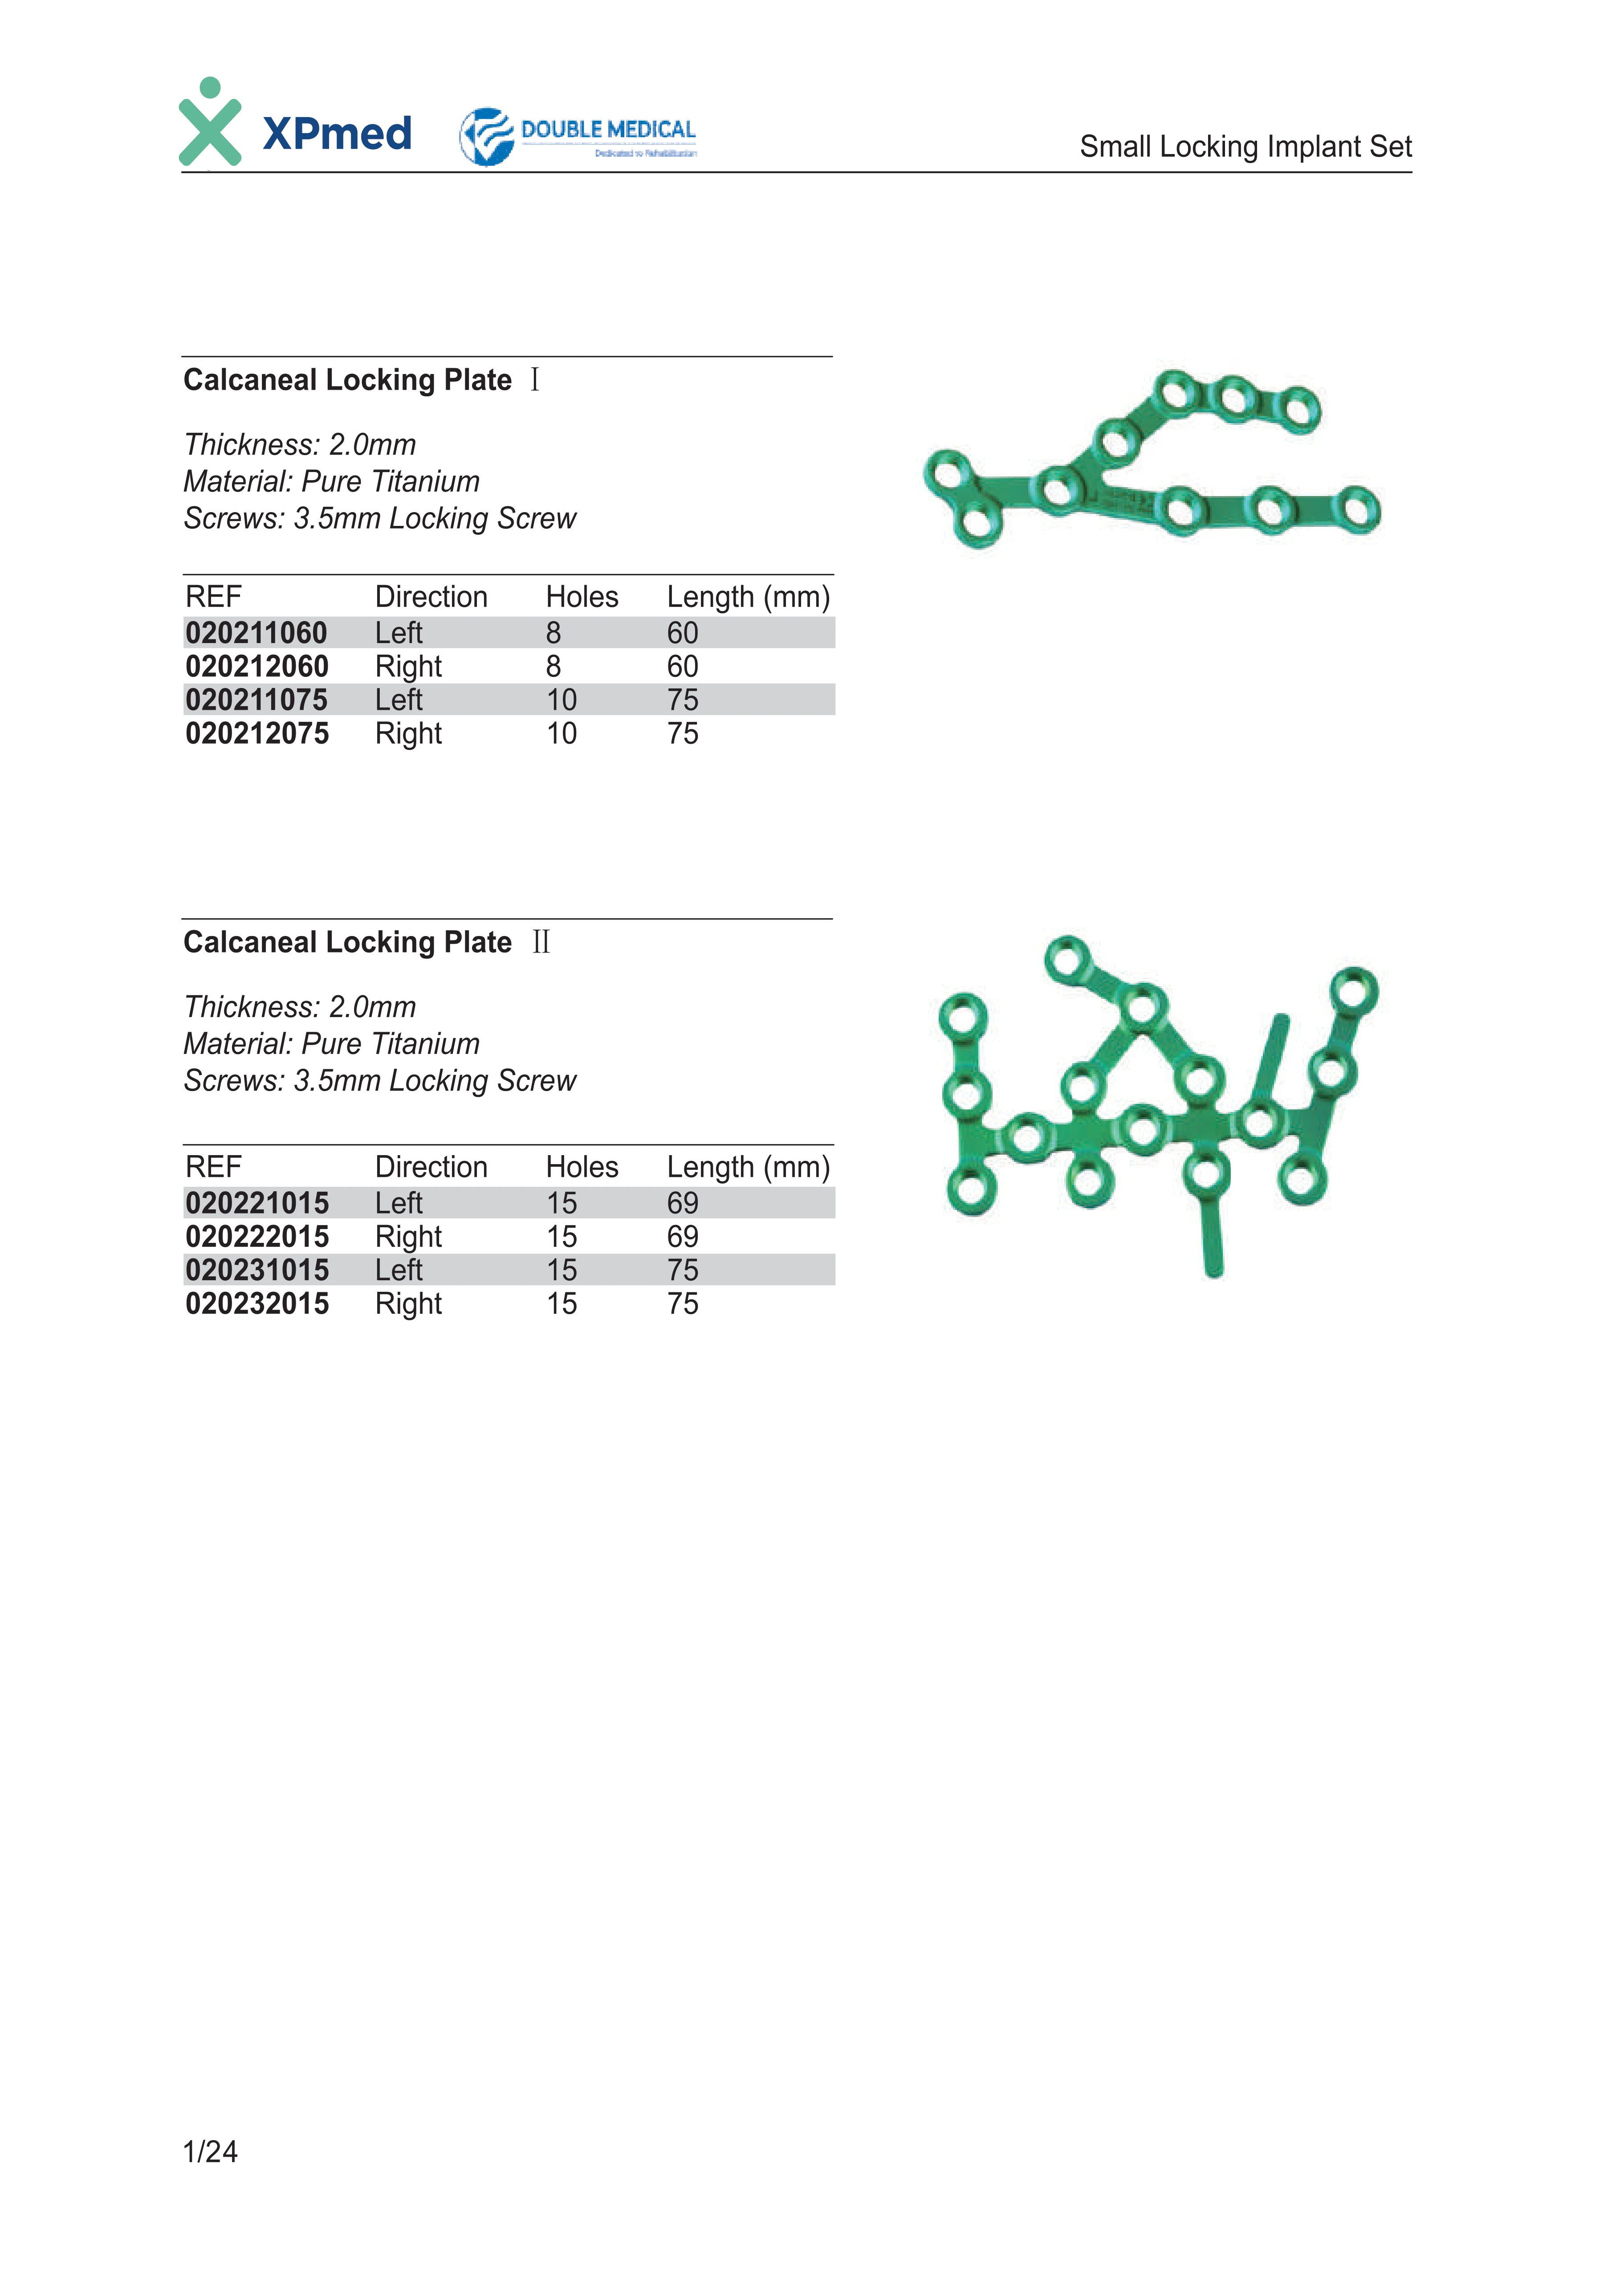 XPmed
DOUBLE MEDICAL
Dedicated to Rehabilitation
Small Locking Implant Set
Calcaneal Locking Plate Ⅰ
Thickness: 2.0mm
Material: Pure Titanium
Screws: 3.5mm Locking Screw
REF Direction Holes Length (mm)
020211060 Left 8 60
020212060 Right 8 60
020211075 Left 10 75
020212075 Right 10 75
Calcaneal Locking Plate Ⅱ
Thickness: 2.0mm
Material: Pure Titanium
Screws: 3.5mm Locking Screw
REF Direction Holes Length (mm)
020221015 Left 15 69
020222015 Right 15 69
020231015 Left 15 75
020232015 Right 15 75
1/24